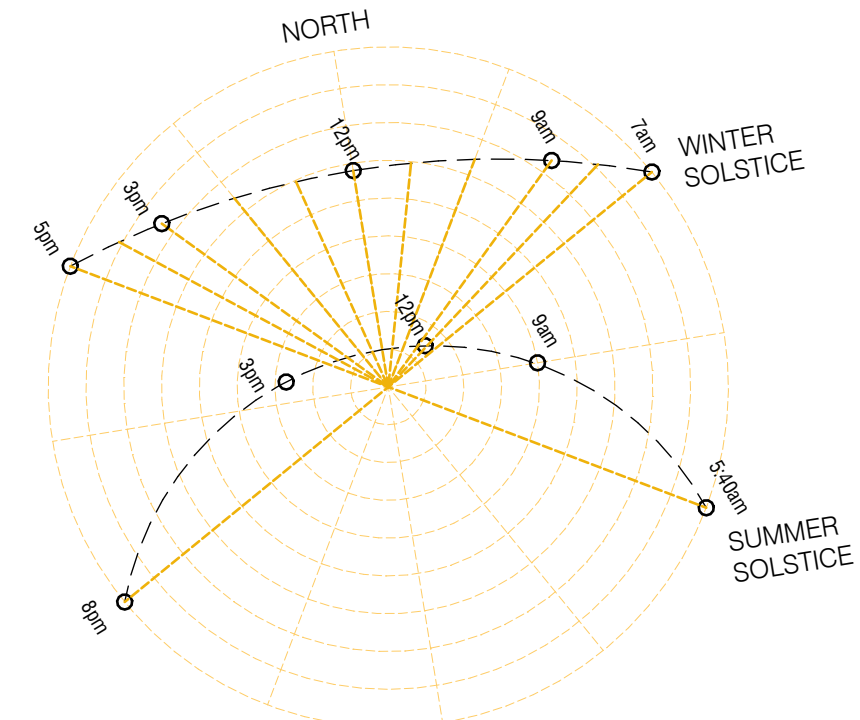 NORTH
12pm
9am
7am
WINTER
SOLSTICE
3pm
5pm
12pm
9am
3pm
5:40am
SUMMER
SOLSTICE
8pm